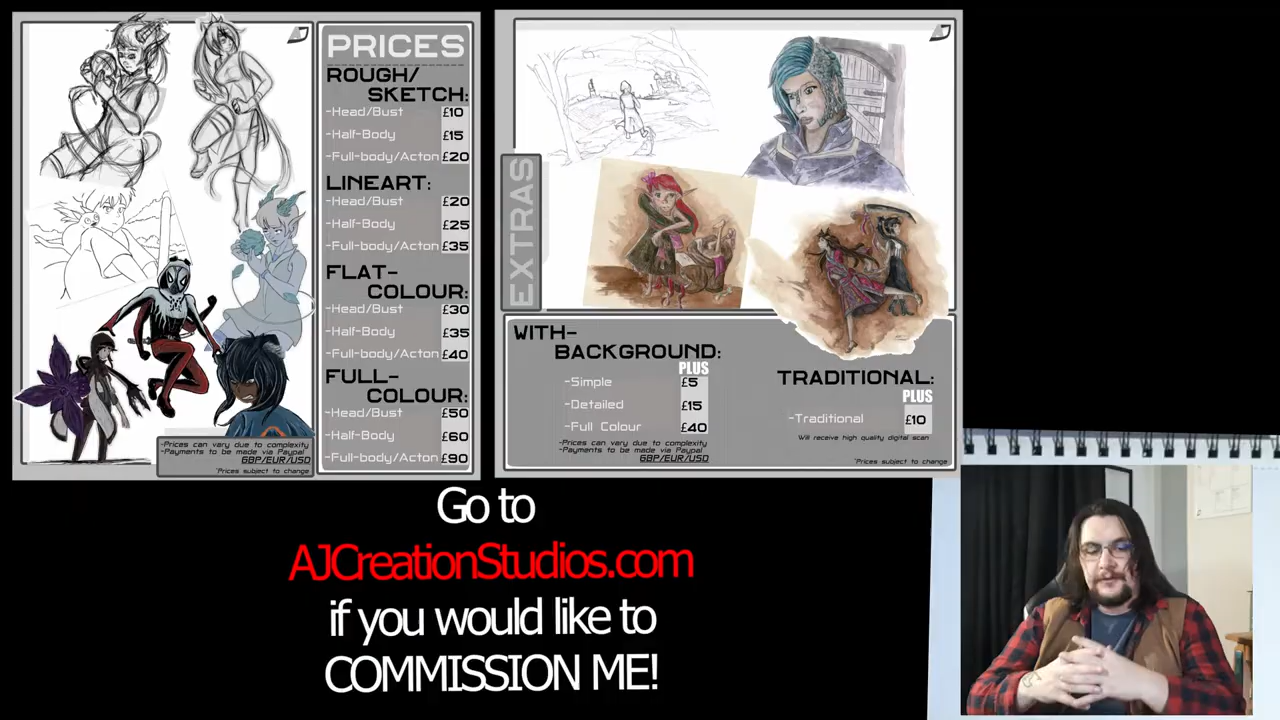 PRICES
ROUGH/
SKETCH:
-Head/Bust £10
-Half-Body £15
-Full-body/Acton £20
LINEART:
-Head/Bust £20
-Half-Body £25
-Full-body/Acton £35
FLAT-
COLOUR:
-Head/Bust £30
-Half-Body £35
-Full-body/Acton £40
FULL-
COLOUR:
-Head/Bust £50
-Half-Body £60
-Full-body/Acton £90
-Prices can vary due to complexity
-Payments to be made via Paypal
GBP/EUR/USD
*Prices subject to change
EXTRAS
WITH-
BACKGROUND:
PLUS
-Simple £5
-Detailed £15
-Full Colour £40
-Prices can vary due to complexity
-Payments to be made via Paypal
GBP/EUR/USD
TRADITIONAL:
PLUS
-Traditional £10
Will receive high quality digital scan
*Prices subject to change
Go to
AJCreationStudios.com
if you would like to
COMMISSION ME!